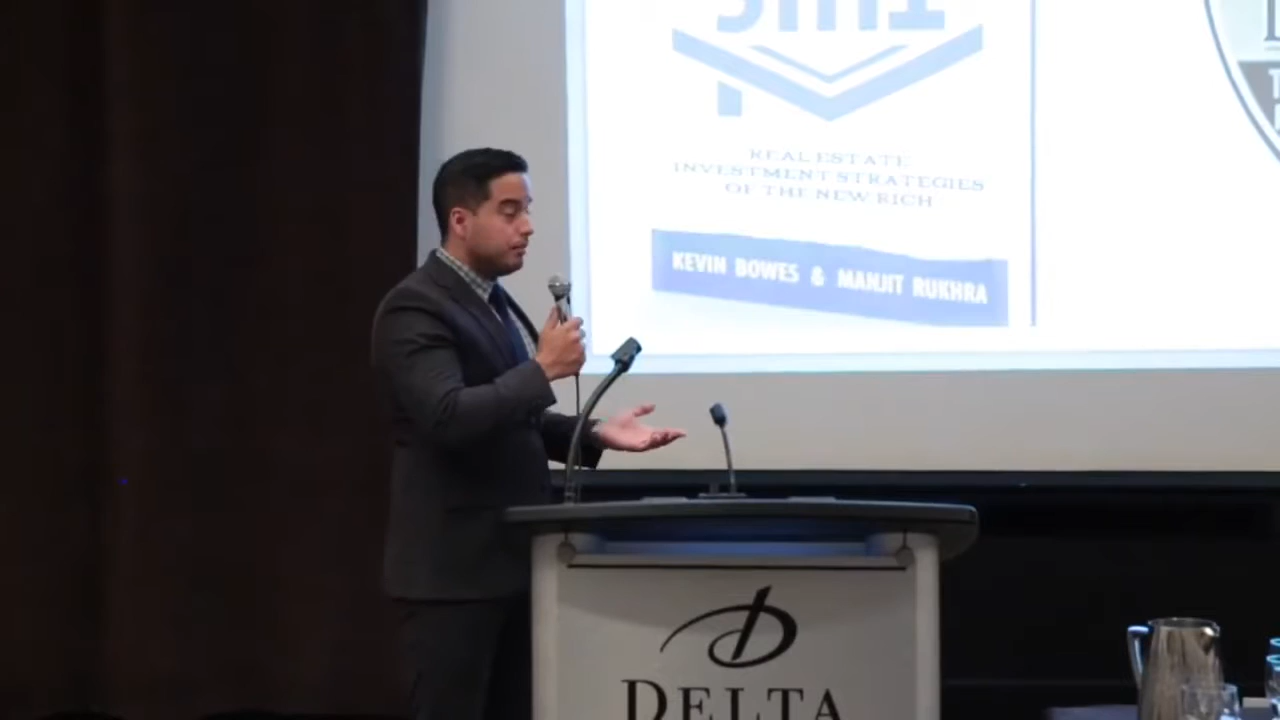 REAL ESTATE
INVESTMENT STRATEGIES
OF THE NEW RICH
KEVIN BOWES & MANJIT RUKHRA
DELTA